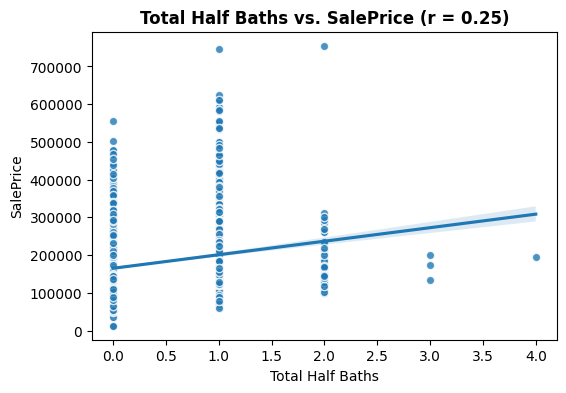 Total Half Baths vs. SalePrice (r = 0.25)
SalePrice
700000
600000
500000
400000
300000
200000
100000
0
0.0 0.5 1.0 1.5 2.0 2.5 3.0 3.5 4.0
Total Half Baths